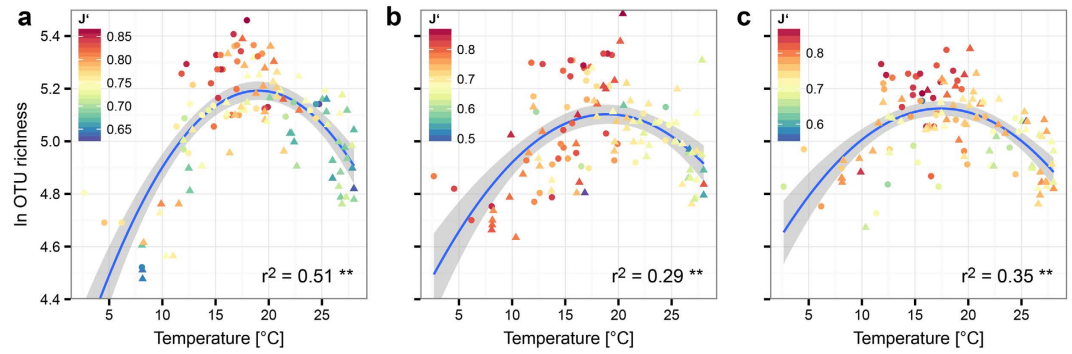 a
J‘
0.85
0.80
0.75
0.70
0.65
5.4
5.2
5.0
4.8
4.6
4.4
ln OTU richness
r² = 0.51 **
5 10 15 20 25
Temperature [°C]
b
J‘
0.8
0.7
0.6
0.5
r² = 0.29 **
5 10 15 20 25
Temperature [°C]
c
J‘
0.8
0.7
0.6
r² = 0.35 **
5 10 15 20 25
Temperature [°C]